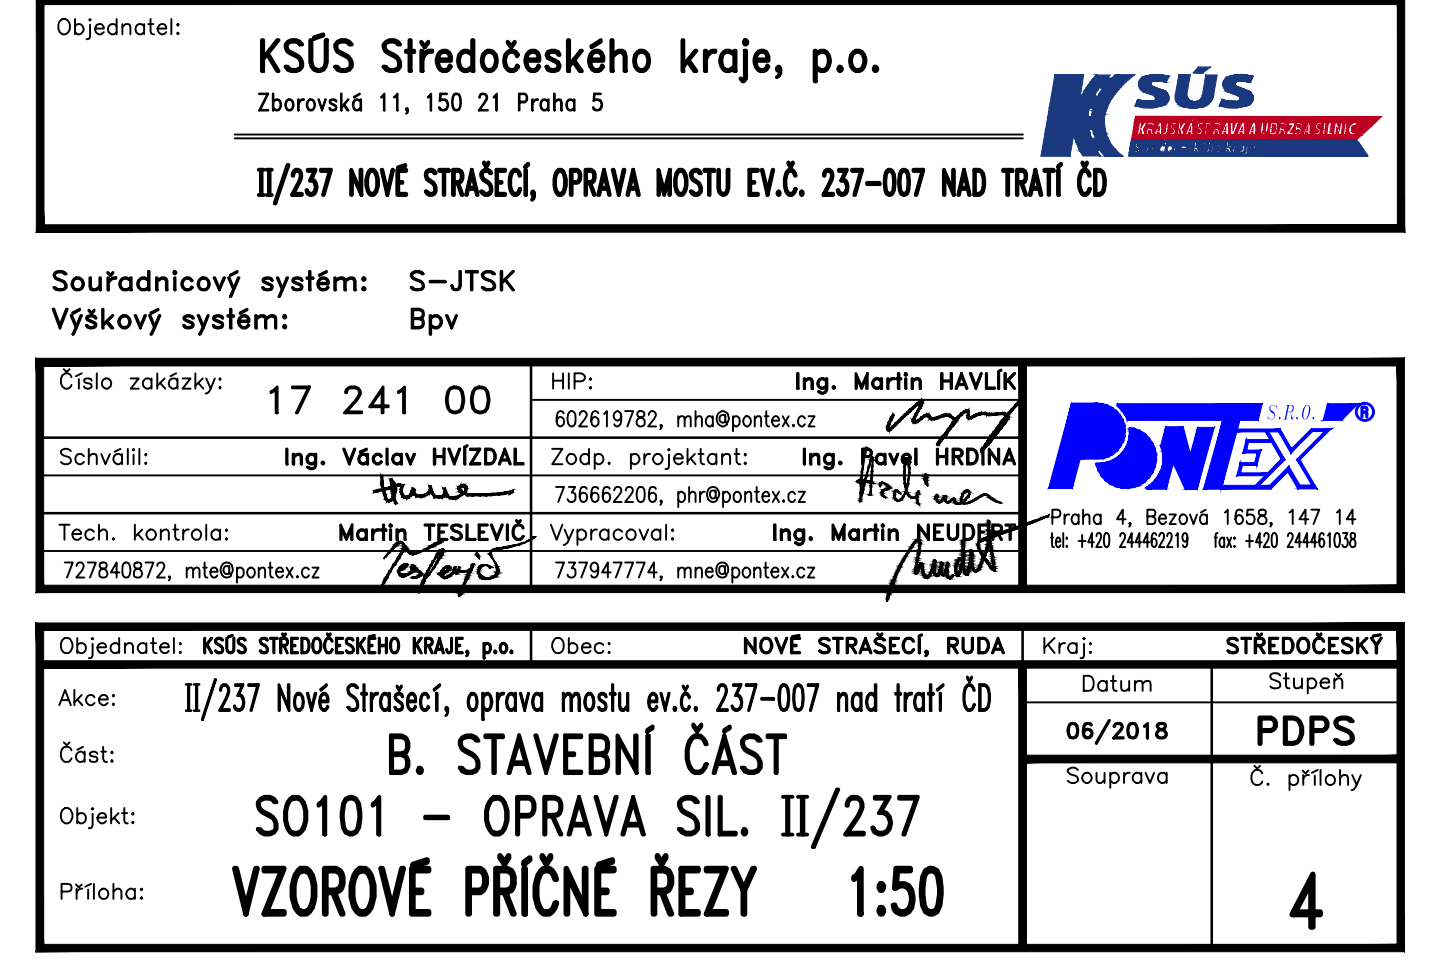 Objednatel:
KSÚS Středočeského kraje, p.o.
Zborovská 11, 150 21 Praha 5
KSÚS
KRAJSKÁ SPRÁVA A ÚDRŽBA SILNIC
II/237 NOVÉ STRAŠECÍ, OPRAVA MOSTU EV.Č. 237-007 NAD TRATÍ ČD
Souřadnicový systém: S-JTSK
Výškový systém: Bpv
Číslo zakázky: 17 241 00
HIP: Ing. Martin HAVLÍK
602619782, mha@pontex.cz
Schválil: Ing. Václav HVÍZDAL
Zodp. projektant: Ing. Pavel HRDINA
736662206, phr@pontex.cz
Tech. kontrola: Martin TESLEVIČ
727840872, mte@pontex.cz
Vypracoval: Ing. Martin NEUDERT
737947774, mne@pontex.cz
PONTEX S.R.O. ®
Praha 4, Bezová 1658, 147 14
tel: +420 244462219 fax: +420 244461038
Objednatel: KSÚS STŘEDOČESKÉHO KRAJE, p.o.
Obec: NOVÉ STRAŠECÍ, RUDA
Kraj: STŘEDOČESKÝ
Akce: II/237 Nové Strašecí, oprava mostu ev.č. 237-007 nad tratí ČD
Část: B. STAVEBNÍ ČÁST
Objekt: SO101 - OPRAVA SIL. II/237
Příloha: VZOROVÉ PŘÍČNÉ ŘEZY 1:50
Datum
06/2018
Stupeň
PDPS
Souprava
Č. přílohy
4